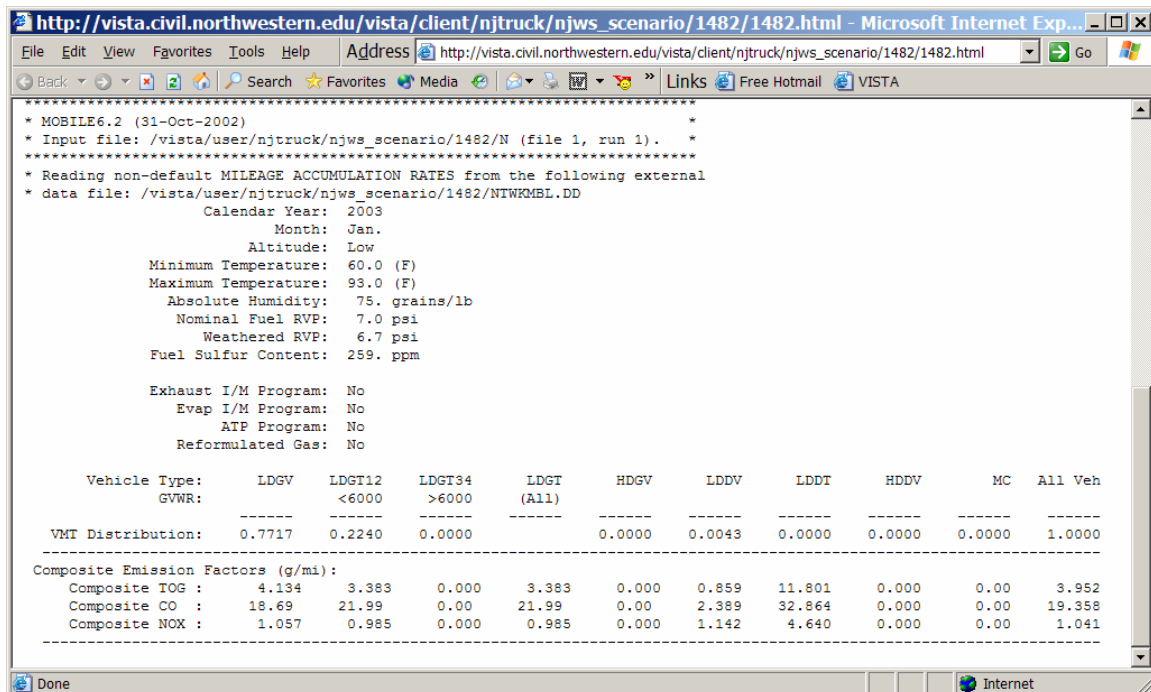 http://vista.civil.northwestern.edu/vista/client/njtruck/njws_scenario/1482/1482.html - Microsoft Internet Exp...
File Edit View Favorites Tools Help Address http://vista.civil.northwestern.edu/vista/client/njtruck/njws_scenario/1482/1482.html Go
Back Search Favorites Media W » Links Free Hotmail VISTA
***************************************************************************
* MOBILE6.2 (31-Oct-2002) *
* Input file: /vista/user/njtruck/njws_scenario/1482/N (file 1, run 1). *
***************************************************************************
* Reading non-default MILEAGE ACCUMULATION RATES from the following external
* data file: /vista/user/njtruck/njws_scenario/1482/NTWKMBL.DD
Calendar Year: 2003
Month: Jan.
Altitude: Low
Minimum Temperature: 60.0 (F)
Maximum Temperature: 93.0 (F)
Absolute Humidity: 75. grains/lb
Nominal Fuel RVP: 7.0 psi
Weathered RVP: 6.7 psi
Fuel Sulfur Content: 259. ppm
Exhaust I/M Program: No
Evap I/M Program: No
ATP Program: No
Reformulated Gas: No
Vehicle Type: LDGV LDGT12 LDGT34 LDGT HDGV LDDV LDDT HDDV MC All Veh
GVWR: <6000 >6000 (All)
------ ------ ------ ------ ------ ------ ------ ------ ------ ------
VMT Distribution: 0.7717 0.2240 0.0000 0.0000 0.0043 0.0000 0.0000 0.0000 1.0000
----------------------------------------------------------------------------------------------------------------------
Composite Emission Factors (g/mi):
Composite TOG : 4.134 3.383 0.000 3.383 0.000 0.859 11.801 0.000 0.00 3.952
Composite CO : 18.69 21.99 0.00 21.99 0.00 2.389 32.864 0.000 0.00 19.358
Composite NOX : 1.057 0.985 0.000 0.985 0.000 1.142 4.640 0.000 0.00 1.041
----------------------------------------------------------------------------------------------------------------------
Done Internet